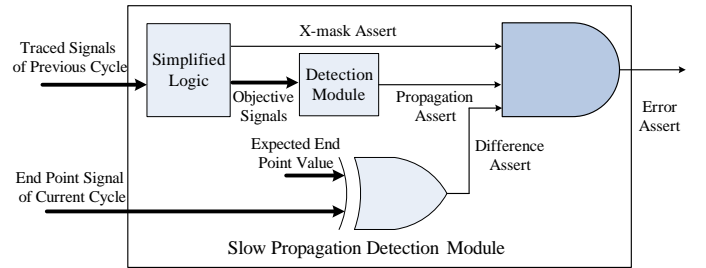 X-mask Assert
Traced Signals
of Previous Cycle
Simplified
Logic
Detection
Module
Objective
Signals
Propagation
Assert
Error
Assert
Expected End
Point Value
Difference
Assert
End Point Signal
of Current Cycle
Slow Propagation Detection Module